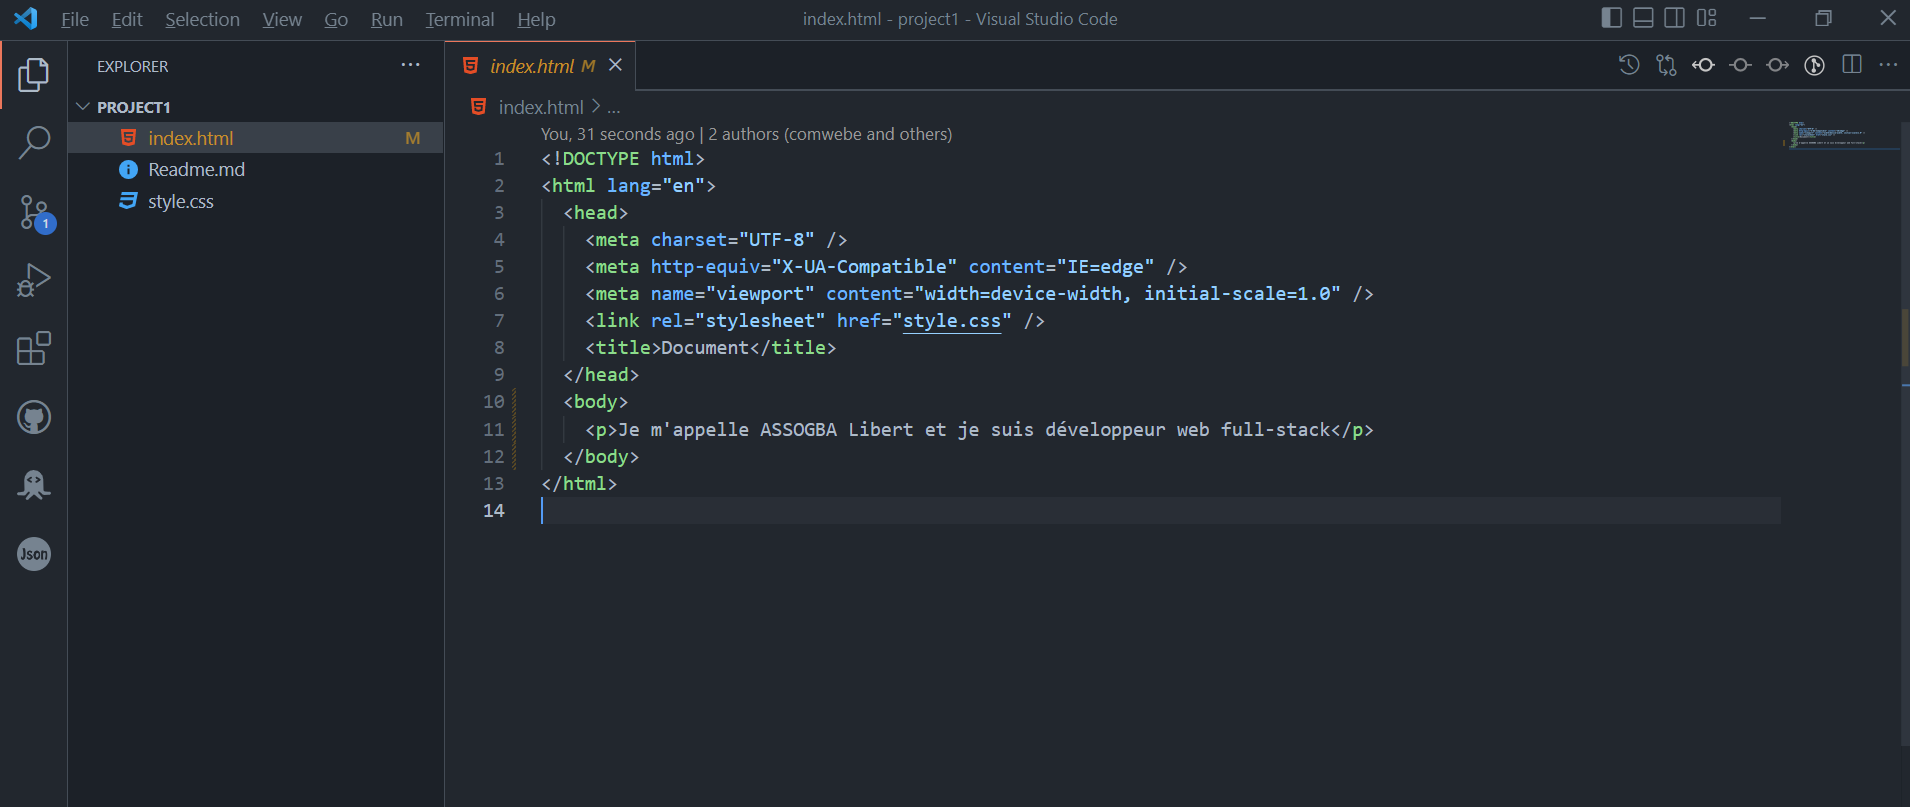 File Edit Selection View Go Run Terminal Help
index.html - project1 - Visual Studio Code
EXPLORER ...
PROJECT1
index.html M
Readme.md
style.css
1
Json
index.html M
index.html > ...
You, 31 seconds ago | 2 authors (comwebe and others)
1 <!DOCTYPE html>
2 <html lang="en">
3 <head>
4 <meta charset="UTF-8" />
5 <meta http-equiv="X-UA-Compatible" content="IE=edge" />
6 <meta name="viewport" content="width=device-width, initial-scale=1.0" />
7 <link rel="stylesheet" href="style.css" />
8 <title>Document</title>
9 </head>
10 <body>
11 <p>Je m'appelle ASSOGBA Libert et je suis développeur web full-stack</p>
12 </body>
13 </html>
14